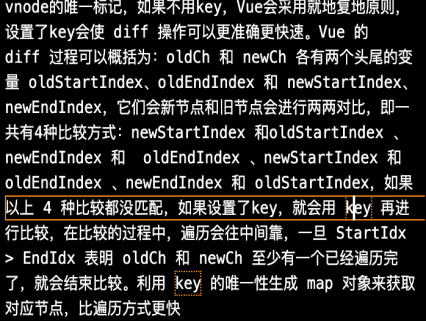 vnode的唯一标记，如果不用key，Vue会采用就地复地原则，
设置了key会使 diff 操作可以更准确更快速。Vue 的
diff 过程可以概括为：oldCh 和 newCh 各有两个头尾的变
量 oldStartIndex、oldEndIndex 和 newStartIndex、
newEndIndex，它们会新节点和旧节点会进行两两对比，即一
共有4种比较方式：newStartIndex 和oldStartIndex 、
newEndIndex 和  oldEndIndex 、newStartIndex 和
oldEndIndex 、newEndIndex 和 oldStartIndex，如果
以上 4 种比较都没匹配，如果设置了key，就会用 key 再进
行比较，在比较的过程中，遍历会往中间靠，一旦 StartIdx
> EndIdx 表明 oldCh 和 newCh 至少有一个已经遍历完
了，就会结束比较。利用 key 的唯一性生成 map 对象来获取
对应节点，比遍历方式更快